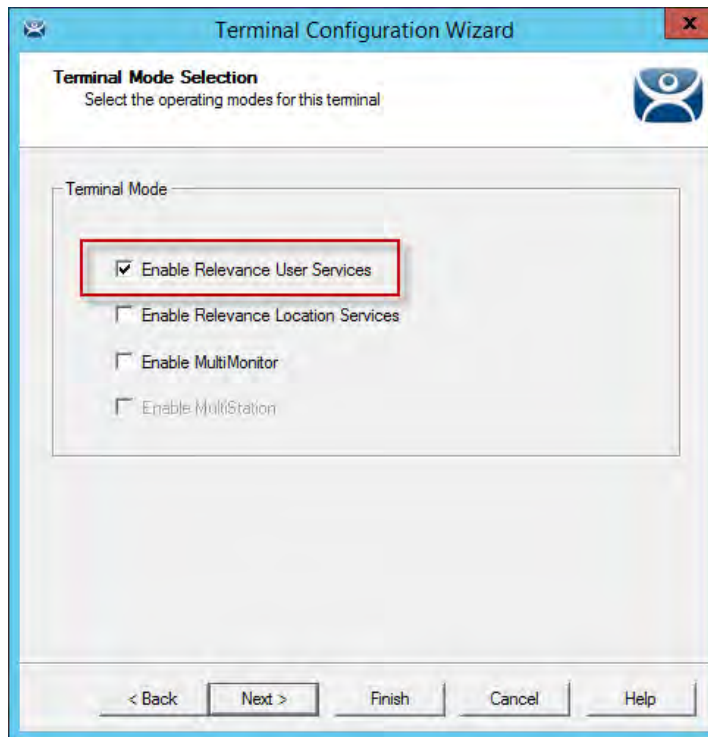 Terminal Configuration Wizard
x
Terminal Mode Selection
Select the operating modes for this terminal
Terminal Mode
Enable Relevance User Services
Enable Relevance Location Services
Enable MultiMonitor
Enable MultiStation
< Back Next > Finish Cancel Help